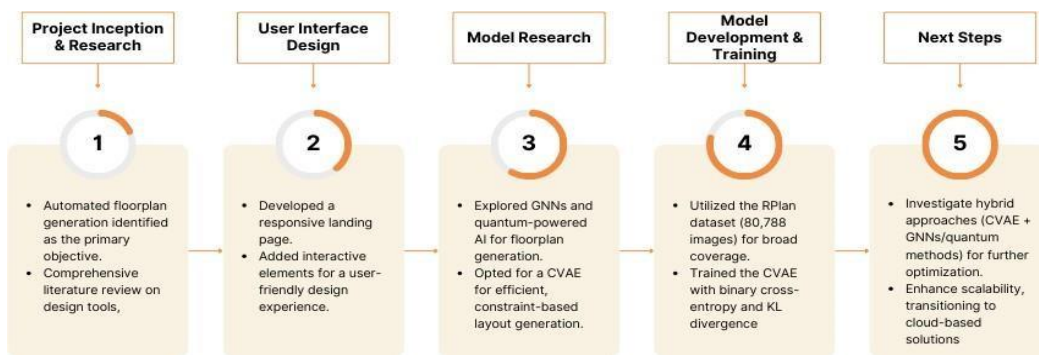 Project Inception
& Research
User Interface
Design
Model Research
Model
Development &
Training
Next Steps
1
2
3
4
5
• Automated floorplan
generation identified
as the primary
objective.
• Comprehensive
literature review on
design tools,
• Developed a
responsive landing
page.
• Added interactive
elements for a user-
friendly design
experience.
• Explored GNNs and
quantum-powered
AI for floorplan
generation.
• Opted for a CVAE
for efficient,
constraint-based
layout generation.
• Utilized the RPlan
dataset (80,788
images) for broad
coverage.
• Trained the CVAE
with binary cross-
entropy and KL
divergence
• Investigate hybrid
approaches (CVAE +
GNNs/quantum
methods) for further
optimization.
• Enhance scalability,
transitioning to
cloud-based
solutions